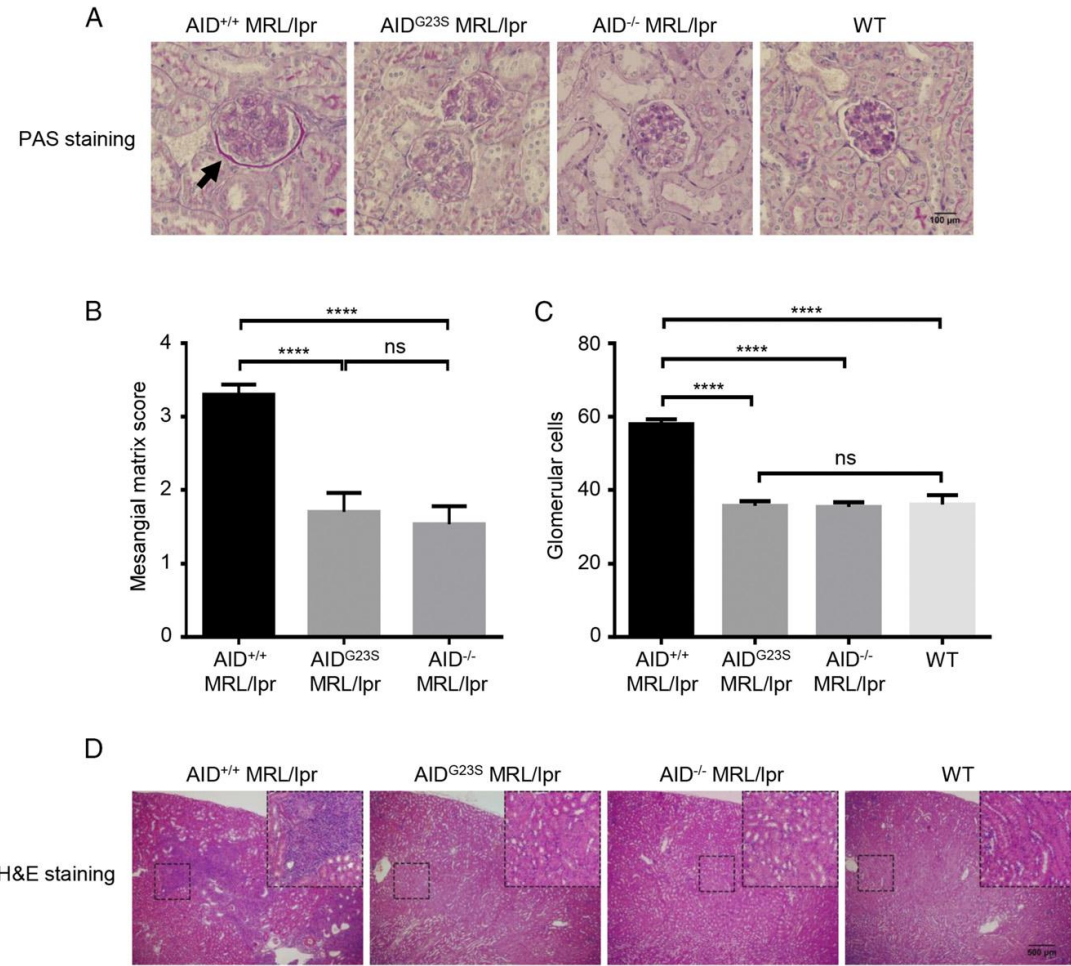 A
AID+/+ MRL/lpr AIDG23S MRL/lpr AID-/- MRL/lpr WT
PAS staining
100 µm
B
C
****
****
ns
****
****
****
ns
Mesangial matrix score
4
3
2
1
0
AID+/+
MRL/lpr
AIDG23S
MRL/lpr
AID-/-
MRL/lpr
Glomerular cells
80
60
40
20
0
AID+/+
MRL/lpr
AIDG23S
MRL/lpr
AID-/-
MRL/lpr
WT
D
AID+/+ MRL/lpr AIDG23S MRL/lpr AID-/- MRL/lpr WT
H&E staining
500 µm